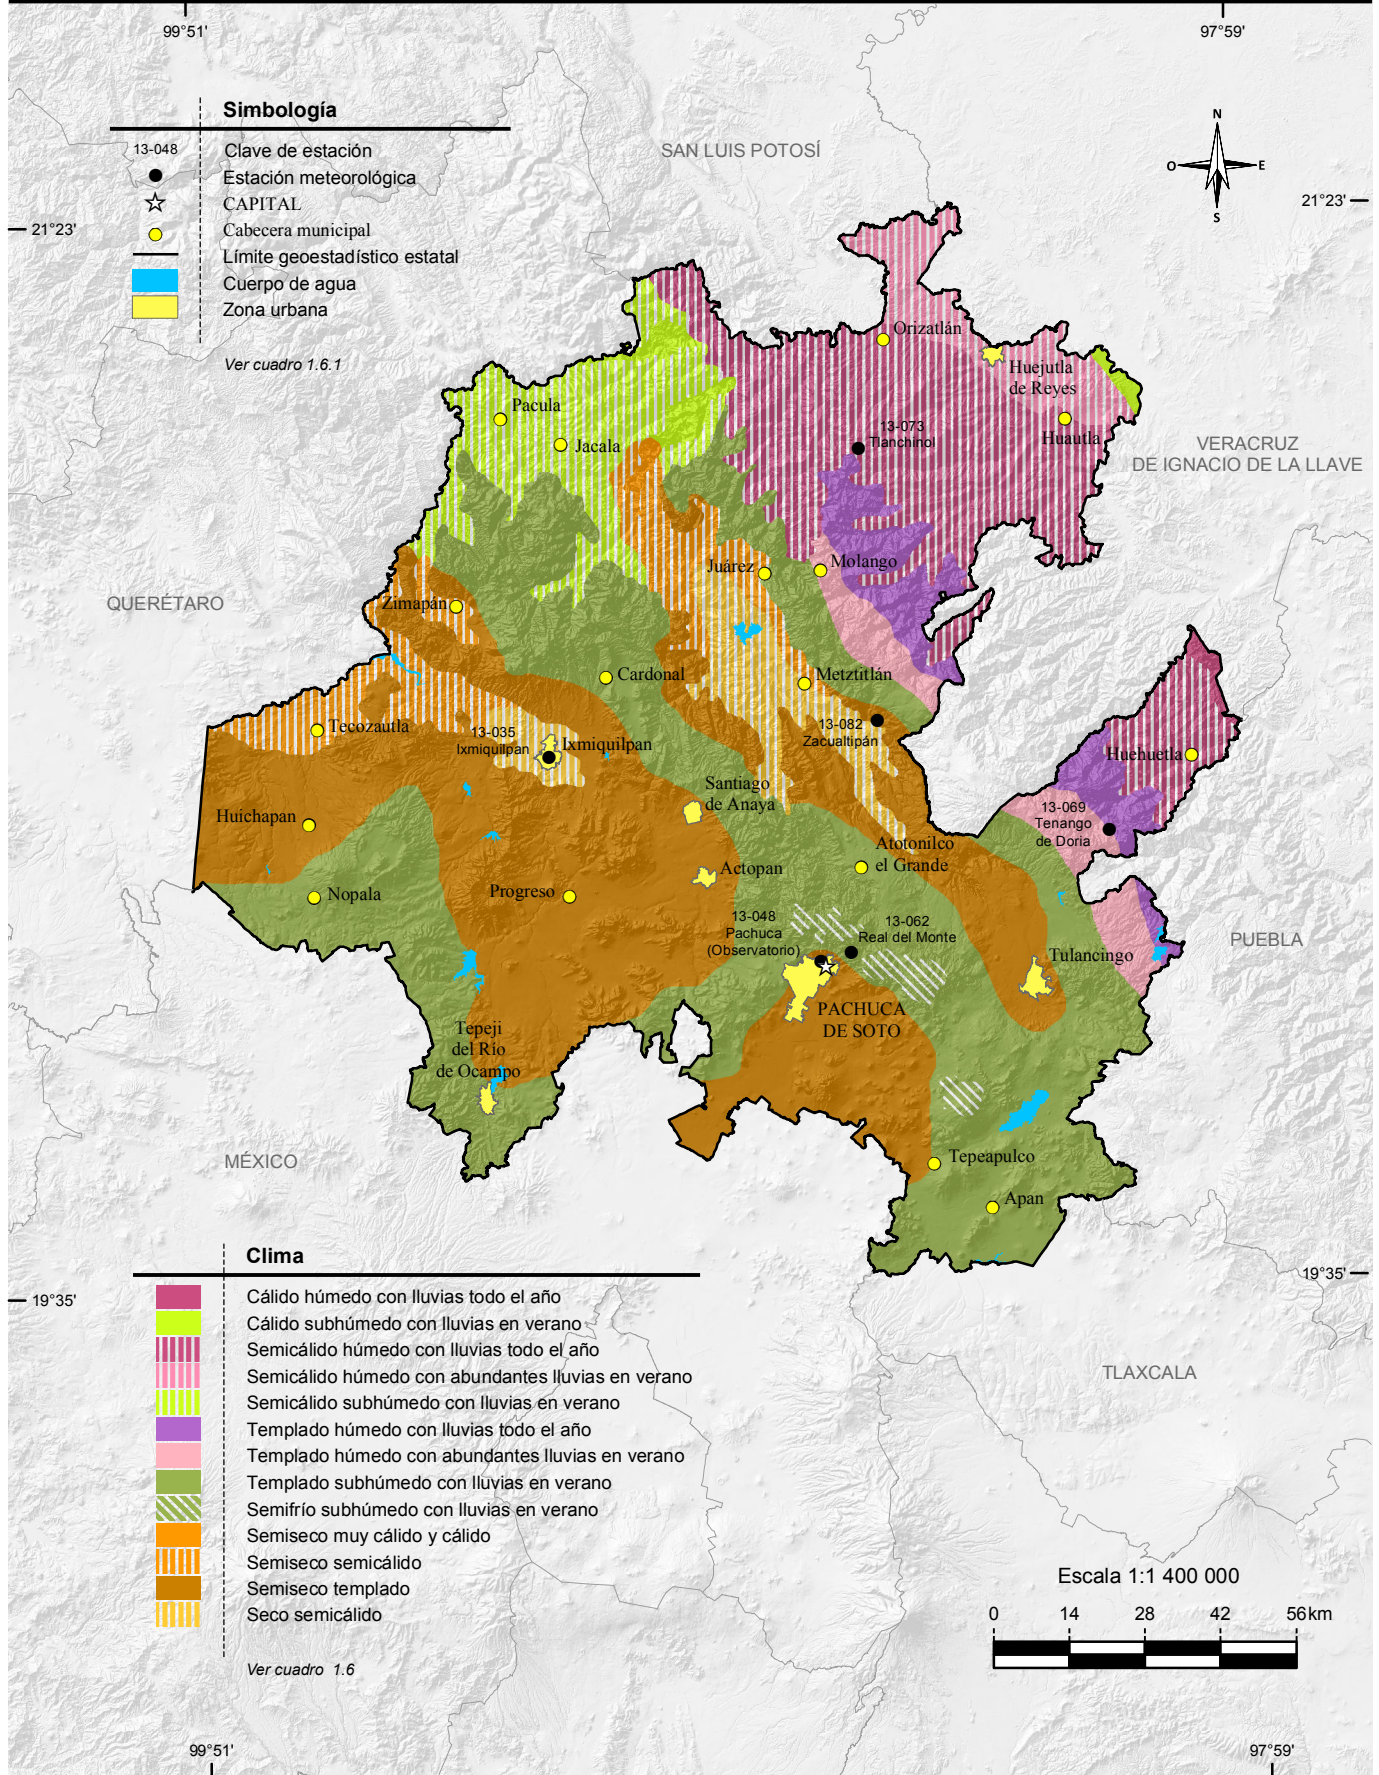 99°51'
97°59'
Simbología
13-048
Clave de estación
Estación meteorológica
CAPITAL
Cabecera municipal
Límite geoestadístico estatal
Cuerpo de agua
Zona urbana
Ver cuadro 1.6.1
21°23'
SAN LUIS POTOSÍ
N
O
E
S
21°23'
Orizatlán
Huejutla
de Reyes
Pacula
Jacala
13-073
Tlanchinol
Huautla
VERACRUZ
DE IGNACIO DE LA LLAVE
Juárez
Molango
QUERÉTARO
Zimapán
Cardonal
Metztitlán
Tecozautla
13-035
Ixmiquilpan
Ixmiquilpan
13-082
Zacualtipán
Huehuetla
Santiago
de Anaya
13-069
Tenango
de Doria
Huichapan
Atotonilco
el Grande
Actopan
Nopala
Progreso
13-048
Pachuca
(Observatorio)
13-062
Real del Monte
Tulancingo
PUEBLA
PACHUCA
DE SOTO
Tepeji
del Río
de Ocampo
MÉXICO
Tepeapulco
Apan
19°35'
19°35'
TLAXCALA
Clima
Cálido húmedo con lluvias todo el año
Cálido subhúmedo con lluvias en verano
Semicálido húmedo con lluvias todo el año
Semicálido húmedo con abundantes lluvias en verano
Semicálido subhúmedo con lluvias en verano
Templado húmedo con lluvias todo el año
Templado húmedo con abundantes lluvias en verano
Templado subhúmedo con lluvias en verano
Semifrío subhúmedo con lluvias en verano
Semiseco muy cálido y cálido
Semiseco semicálido
Semiseco templado
Seco semicálido
Ver cuadro 1.6
Escala 1:1 400 000
0 14 28 42 56km
99°51'
97°59'